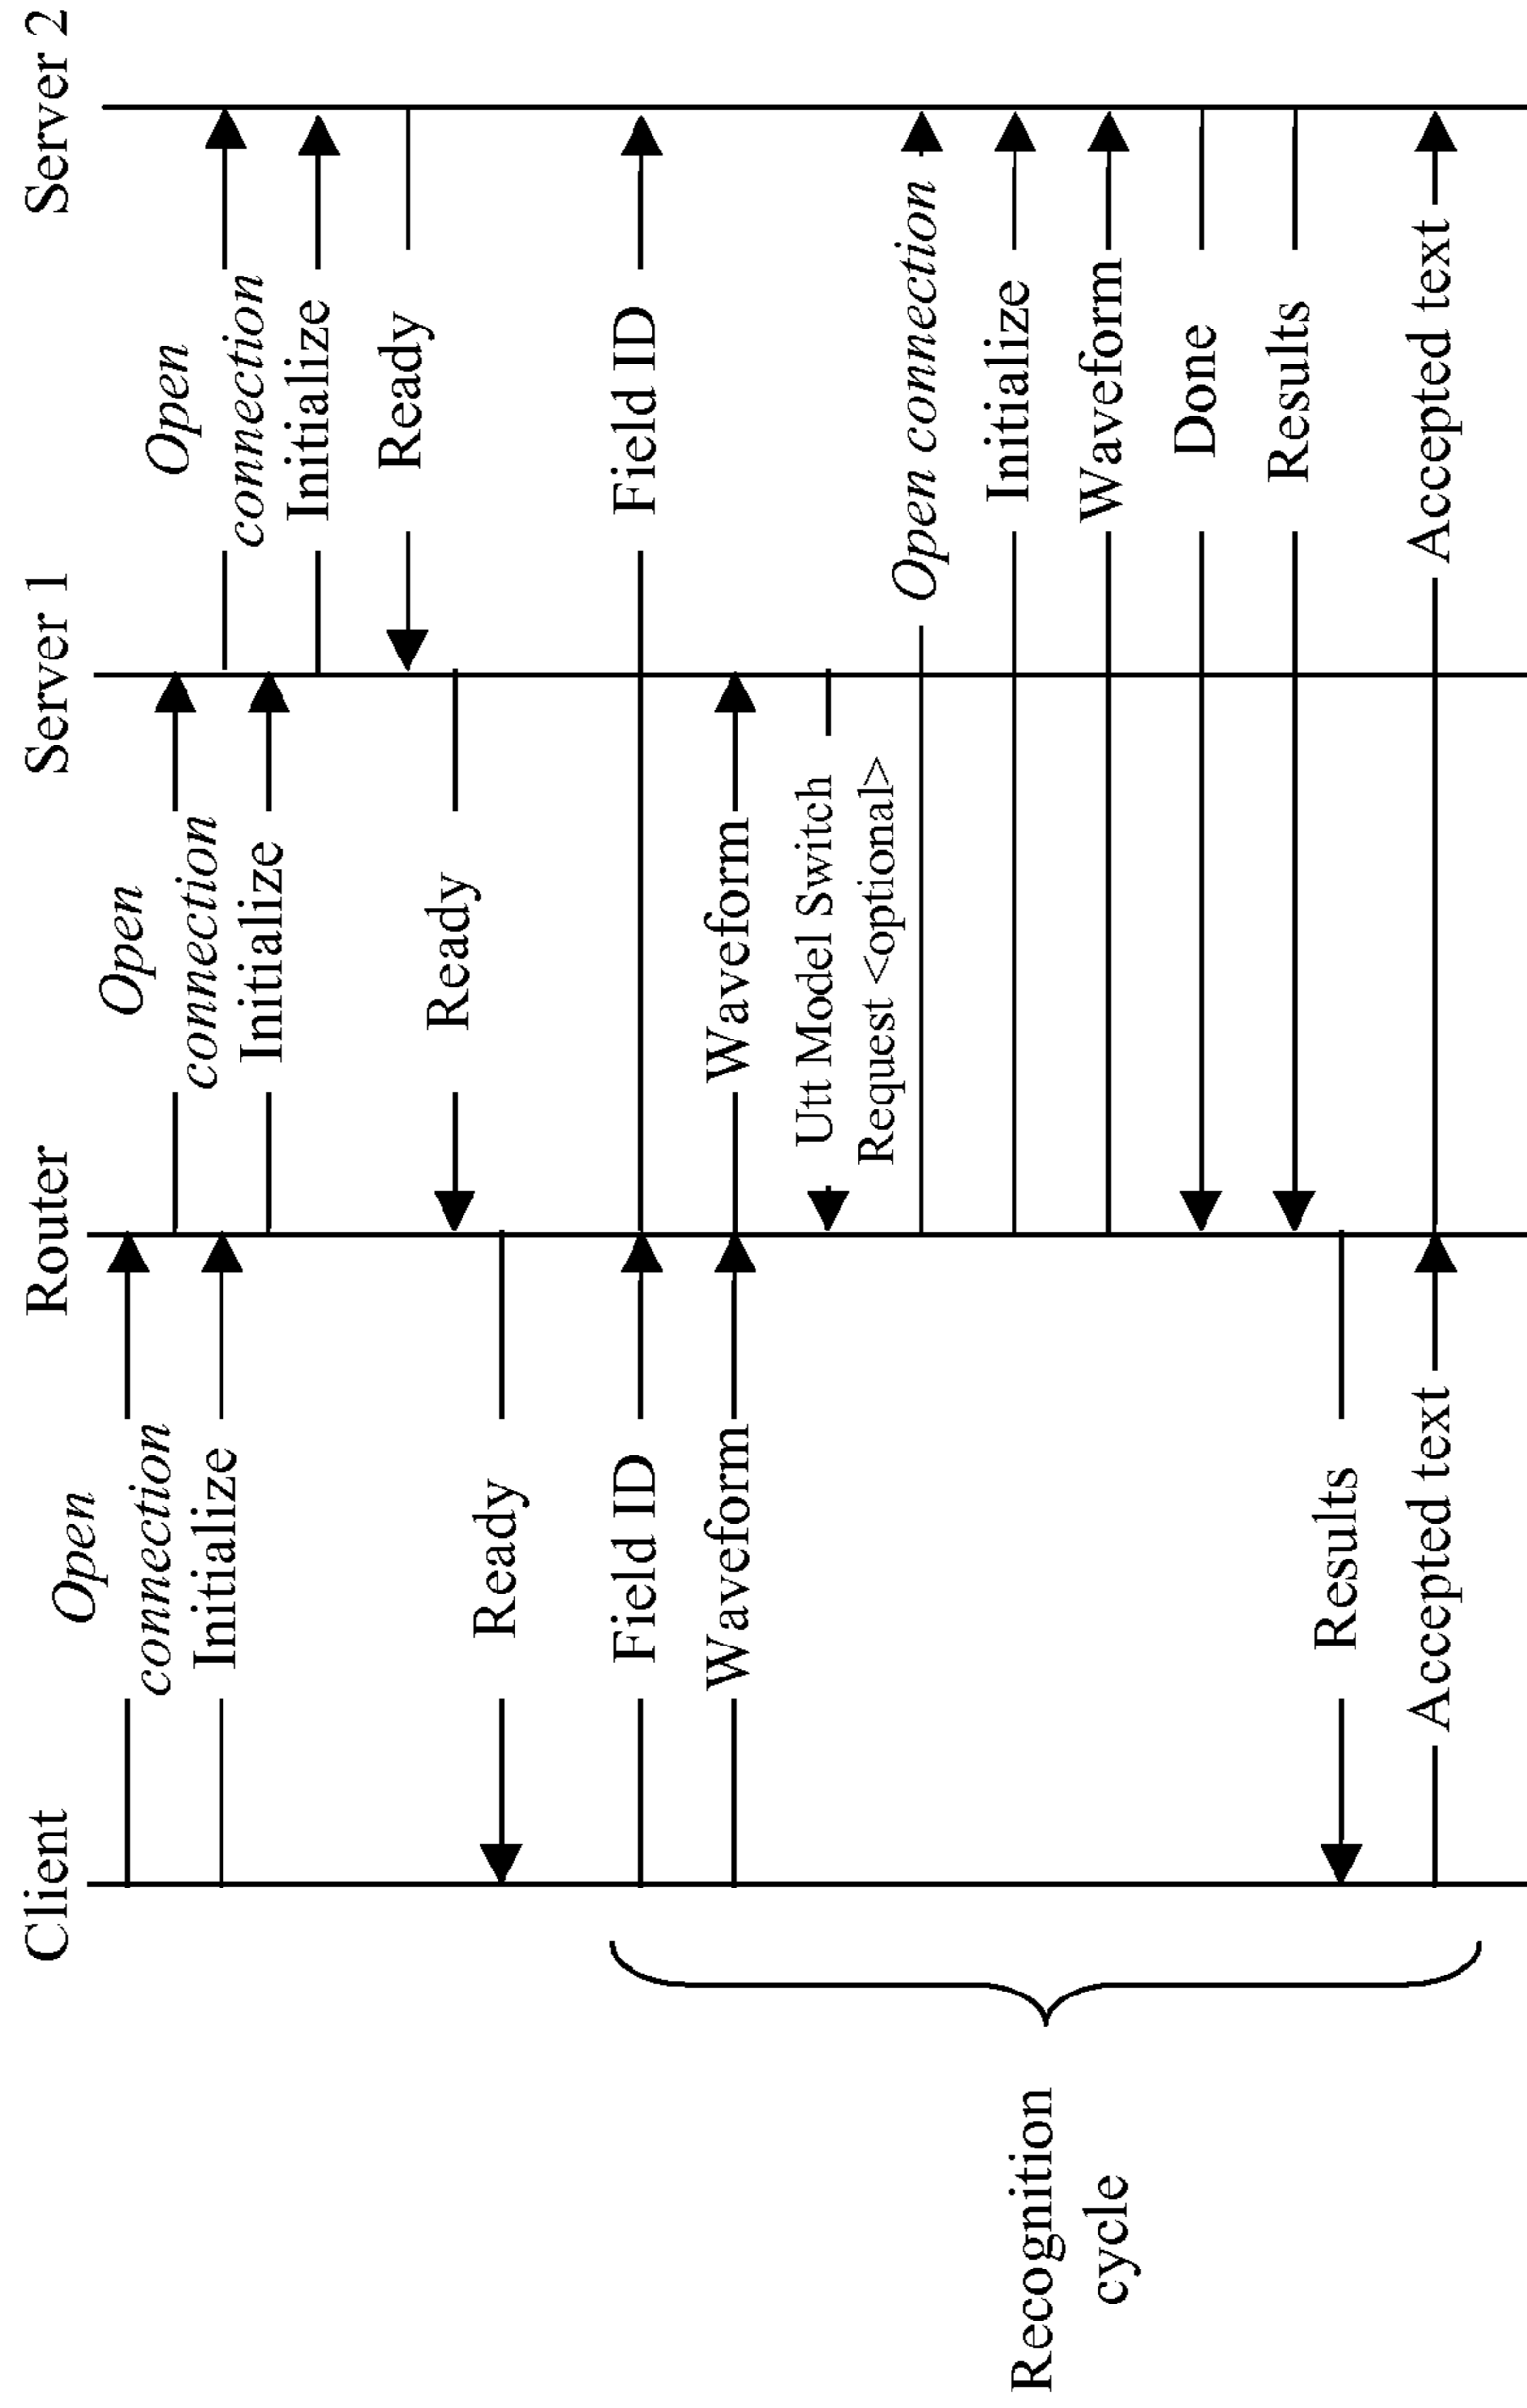 Client
Router
Server 1
Server 2
Open
connection
Open
connection
Open
connection
Initialize
Initialize
Initialize
Ready
Ready
Ready
Field ID
Field ID
Waveform
Waveform
Utt Model Switch
Request <optional>
Open connection
Recognition
cycle
Initialize
Waveform
Done
Results
Results
Accepted text
Accepted text